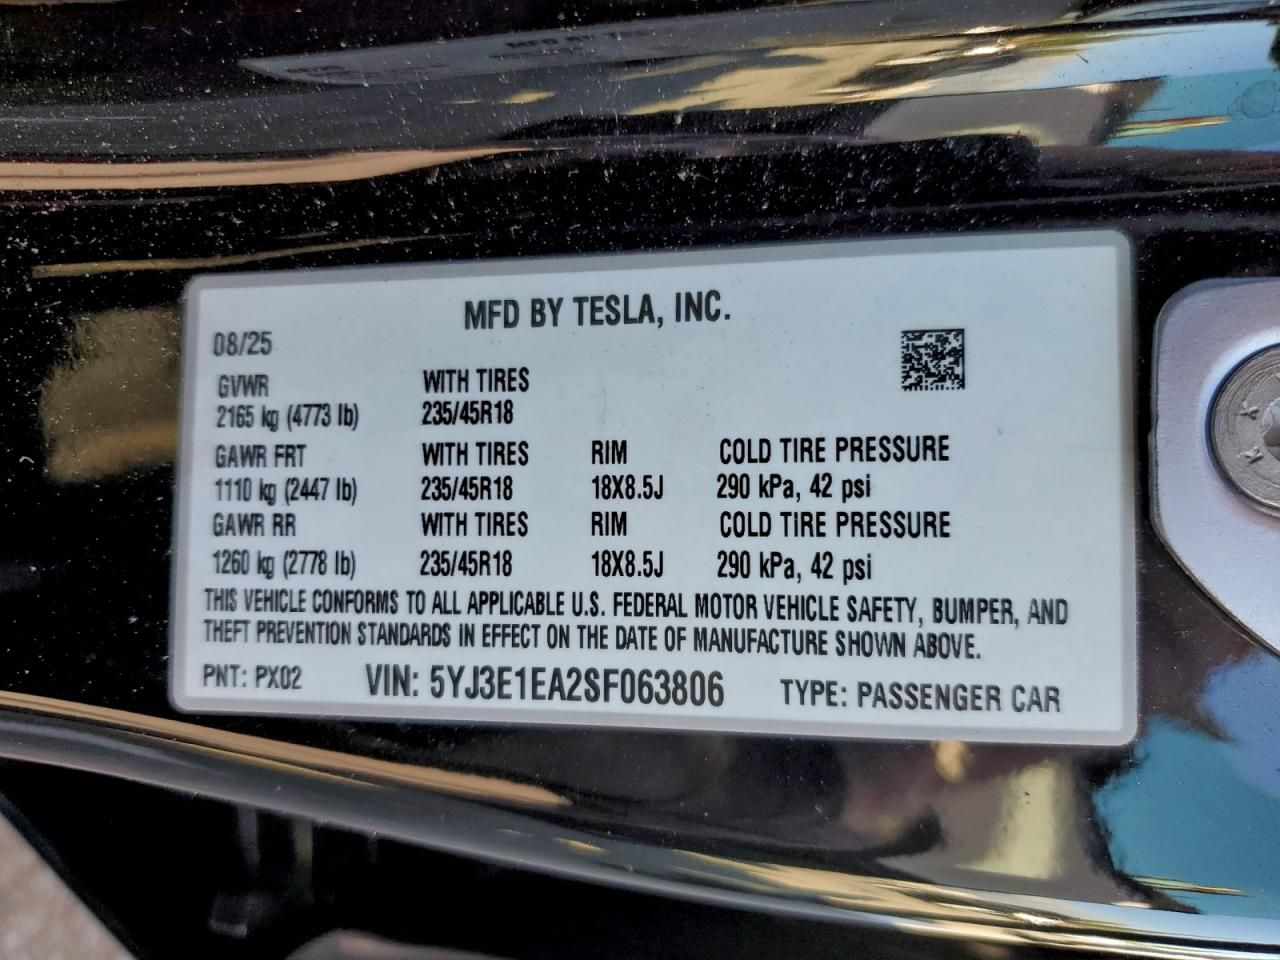 MFD BY TESLA, INC.
08/25
GVWR WITH TIRES
2165 kg (4773 lb) 235/45R18
GAWR FRT WITH TIRES RIM COLD TIRE PRESSURE
1110 kg (2447 lb) 235/45R18 18X8.5J 290 kPa, 42 psi
GAWR RR WITH TIRES RIM COLD TIRE PRESSURE
1260 kg (2778 lb) 235/45R18 18X8.5J 290 kPa, 42 psi
THIS VEHICLE CONFORMS TO ALL APPLICABLE U.S. FEDERAL MOTOR VEHICLE SAFETY, BUMPER, AND
THEFT PREVENTION STANDARDS IN EFFECT ON THE DATE OF MANUFACTURE SHOWN ABOVE.
PNT: PX02 VIN: 5YJ3E1EA2SF063806 TYPE: PASSENGER CAR